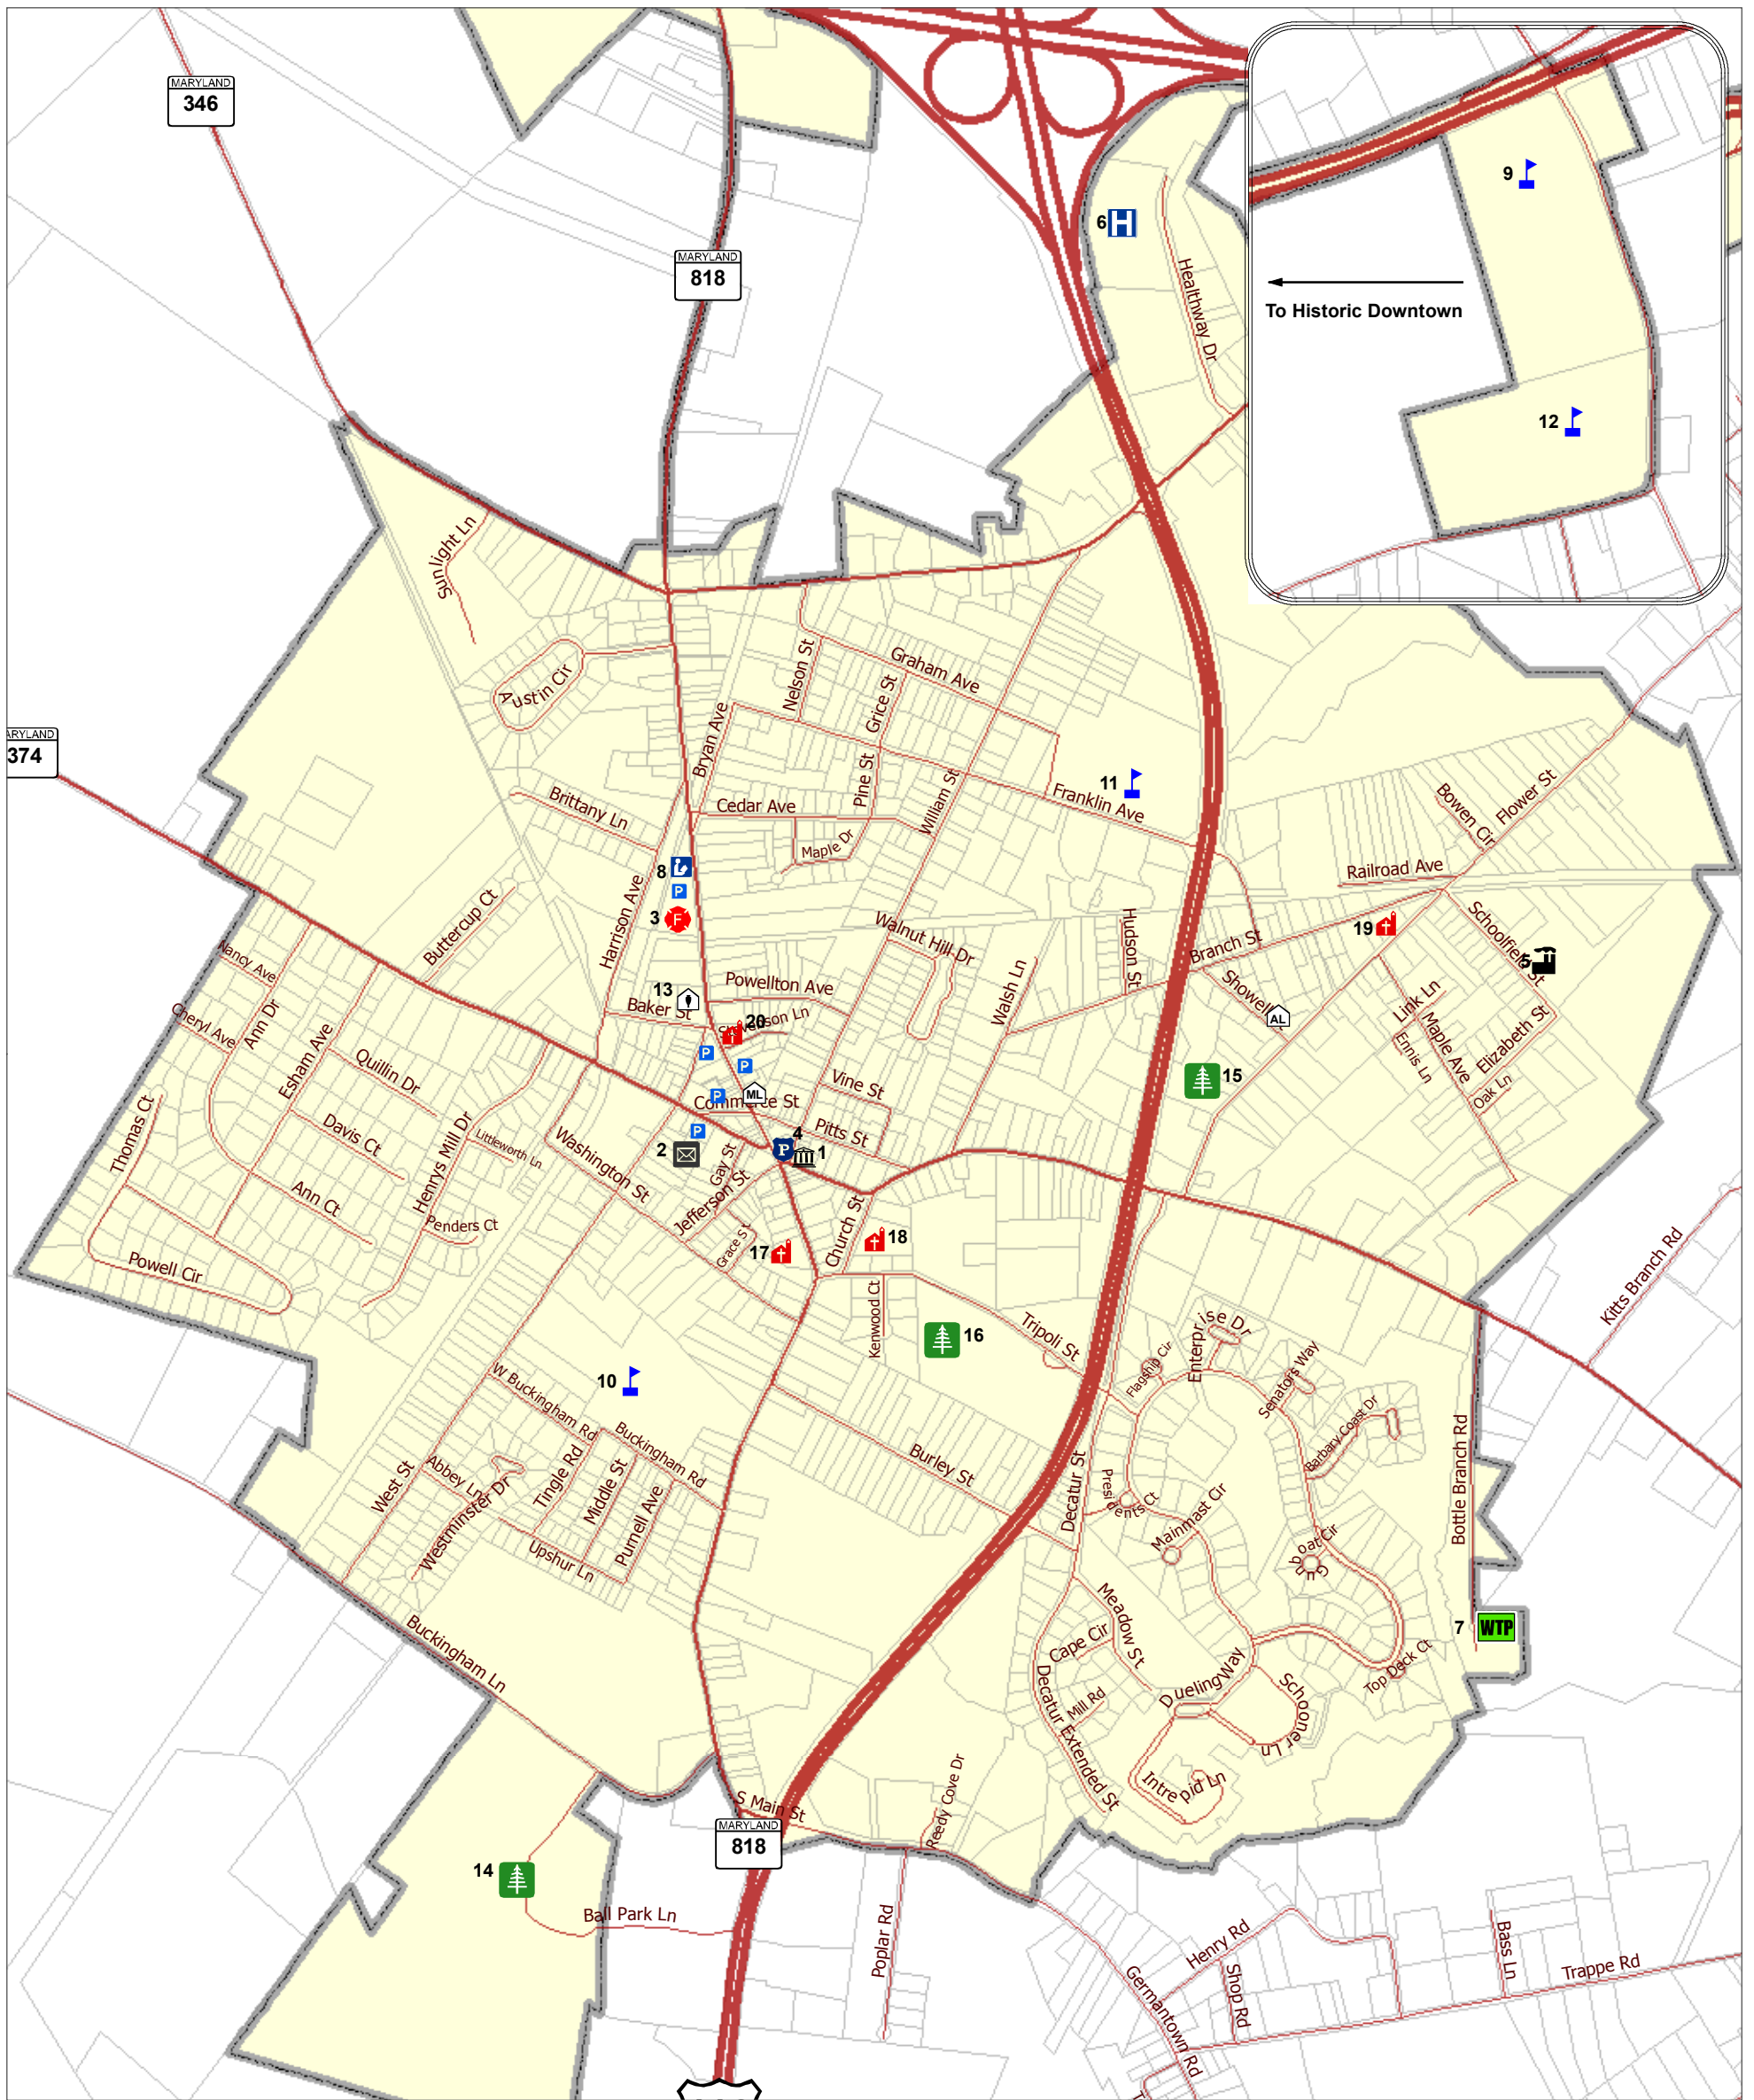 MARYLAND
346
MARYLAND
818
6
H
Healthway Dr
9
To Historic Downtown
12
Sunlight Ln
Austin Cir
Nelson St
Graham Ave
Grice St
ARYLAND
374
Bryan Ave
Pine St
William St
11
Franklin Ave
Cedar Ave
Maple Dr
Brittany Ln
Bowen Cir
Flower St
Railroad Ave
8
P
3
F
Harrison Ave
Buttercup Ct
Walnut Hill Dr
Hudson St
Branch St
19
Schoolfield St
5
Nancy Ave
Powellton Ave
13
Baker St
20
Walsh Ln
Showell
AL
Link Ln
Cheryl Ave
Ann Dr
Esham Ave
Quillin Dr
P
P
Maple Ave
Ennis Ln
Elizabeth St
Oak Ln
15
P
ML
Commerce St
Vine St
Thomas Ct
Davis Ct
Henrys Mill Dr
Littleworth Ln
Washington St
P
2
Gay St
4
P
1
Pitts St
Ann Ct
Penders Ct
Jefferson St
Grace St
17
Church St
18
Powell Cir
Kitts Branch Rd
Kenwood Ct
16
Tripoli St
Flagship Cir
Enterprise Dr
Senators Way
Barbary Coast Dr
10
W Buckingham Rd
Buckingham Rd
Burley St
West St
Abbey Ln
Westminster Dr
Tingle Rd
Middle St
Purnell Ave
Upshur Ln
Decatur St
Presidents Ct
Mainmast Cir
Gunboat Cir
Bottle Branch Rd
Buckingham Ln
Meadow St
Cape Cir
Mill Rd
Decatur Extended St
Dueling Way
Schooner Ln
Top Deck Ct
7
WTP
Intrepid Ln
S Main St
MARYLAND
818
Reedy Cove Dr
14
Ball Park Ln
Poplar Rd
Henry Rd
Shop Rd
Bass Ln
Trappe Rd
Germantown Rd